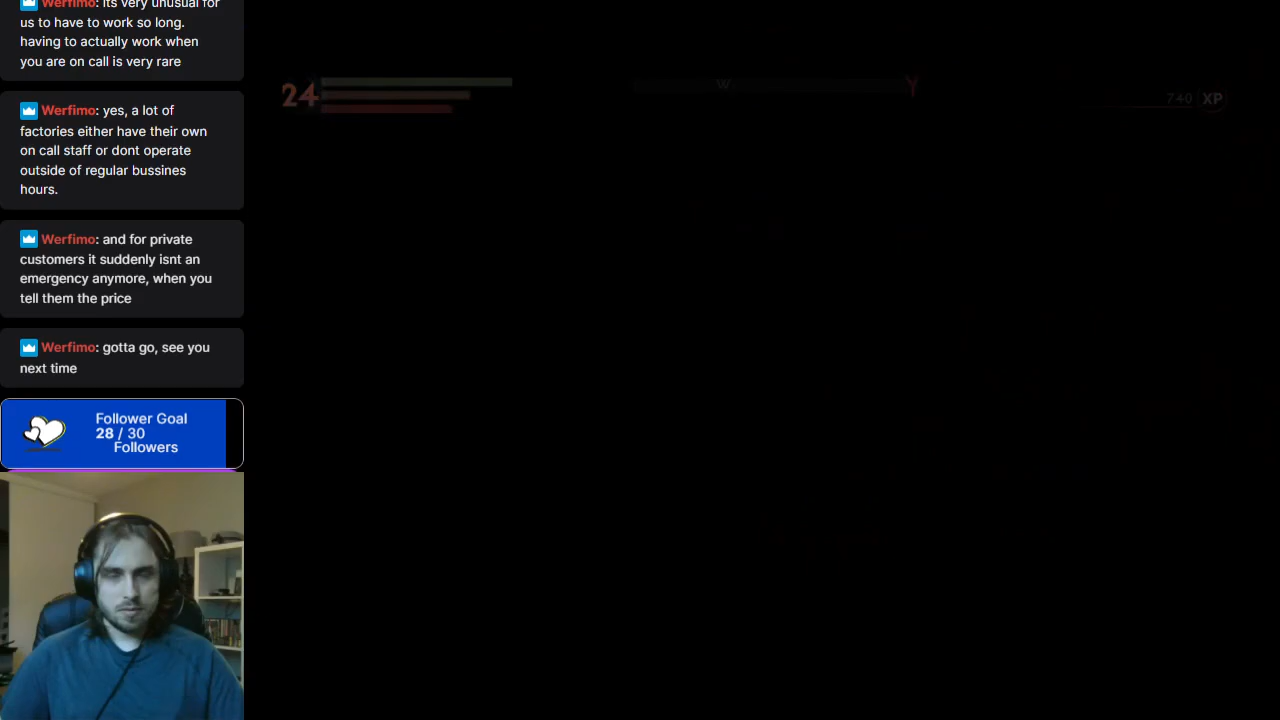 Werfimo: its very unusual for
us to have to work so long.
having to actually work when
you are on call is very rare
Werfimo: yes, a lot of
factories either have their own
on call staff or dont operate
outside of regular bussines
hours.
Werfimo: and for private
customers it suddenly isnt an
emergency anymore, when you
tell them the price
Werfimo: gotta go, see you
next time
Follower Goal
28 / 30
Followers
24
W
740 XP